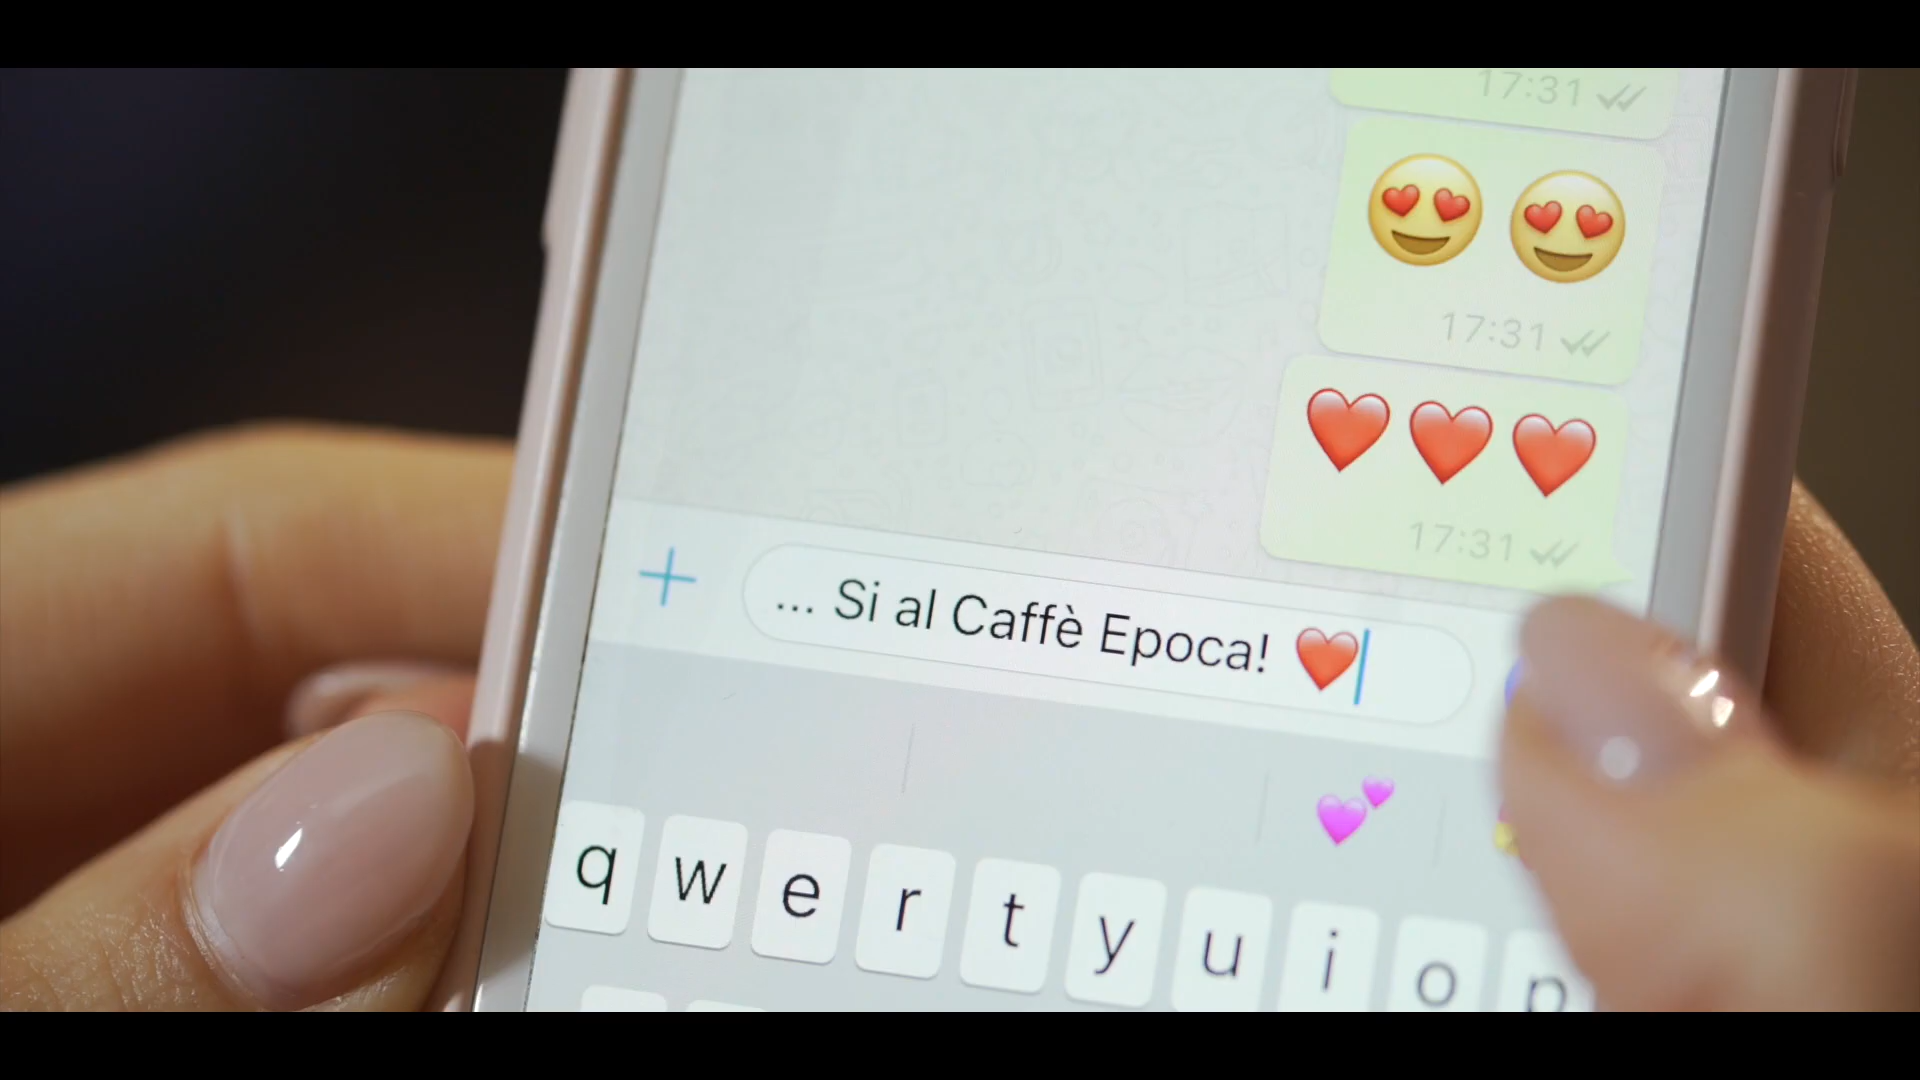 17:31
😍 😍
17:31
❤️ ❤️ ❤️
17:31
... Si al Caffè Epoca! ❤️
💕
q w e r t y u i o p